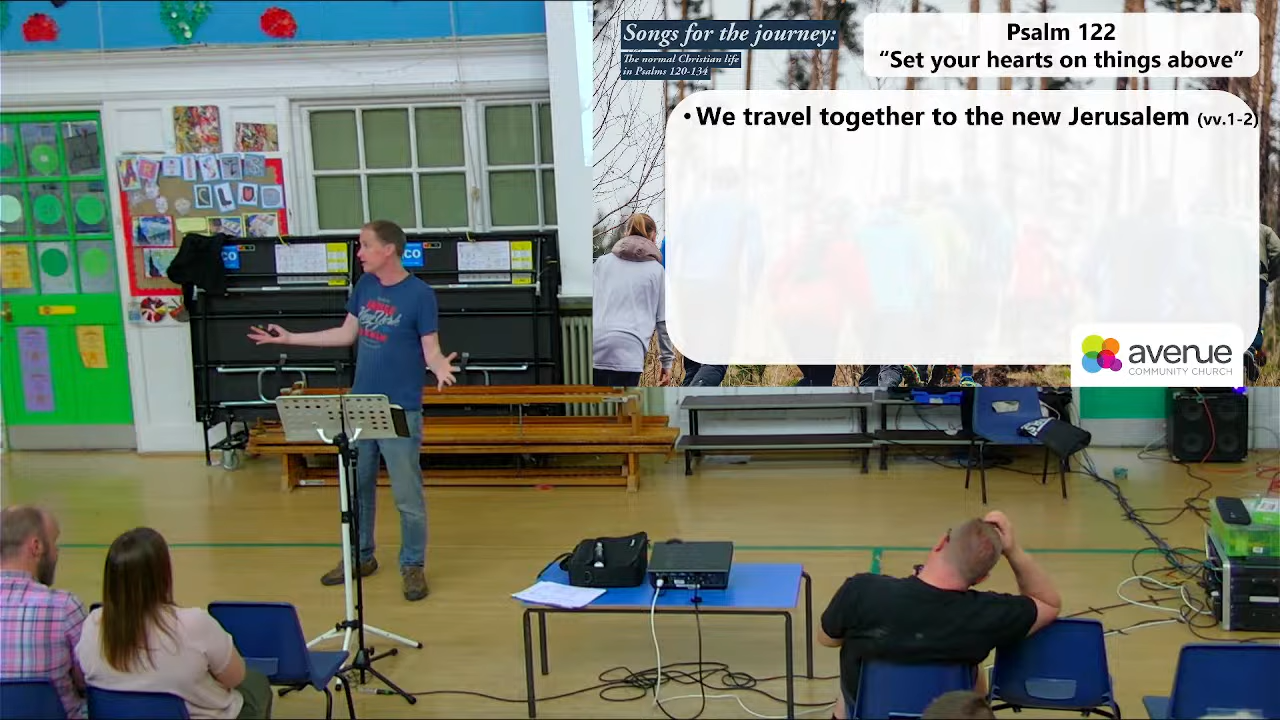 Songs for the journey:
The normal Christian life
in Psalms 120-134
Psalm 122
“Set your hearts on things above”
• We travel together to the new Jerusalem (vv.1-2)
avenue
COMMUNITY CHURCH